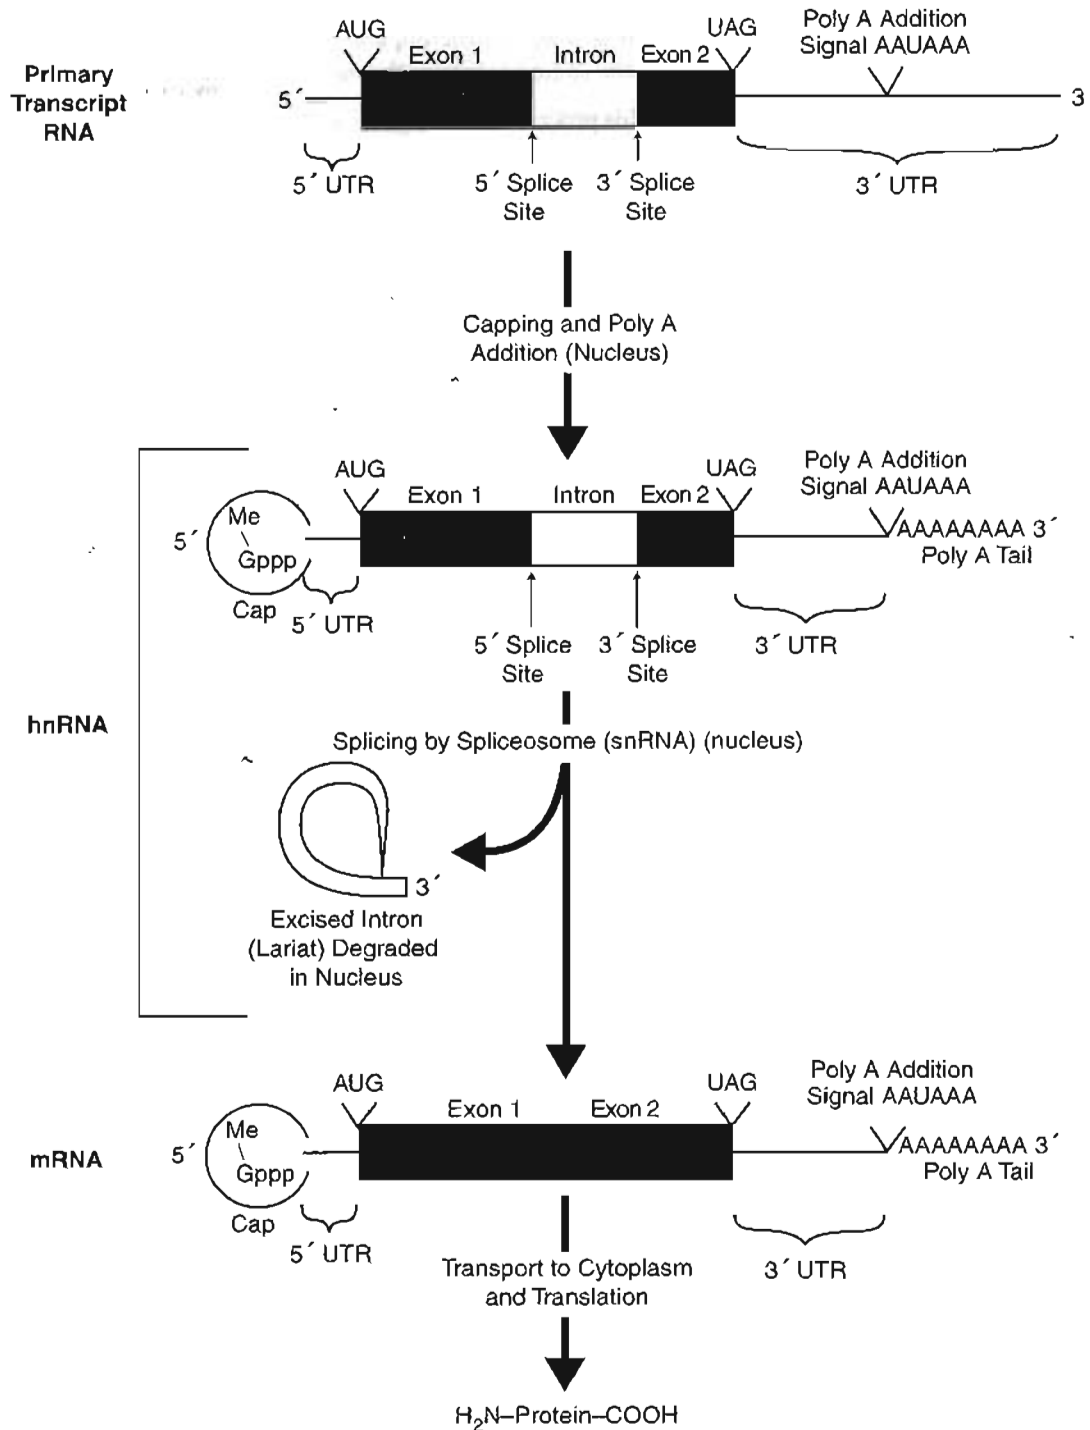 Primary
Transcript
RNA
AUG
Exon 1
Intron
Exon 2
UAG
Poly A Addition
Signal AAUAAA
5´
3
5´ UTR
5´ Splice
Site
3´ Splice
Site
3´ UTR
Capping and Poly A
Addition (Nucleus)
hnRNA
AUG
Exon 1
Intron
Exon 2
UAG
Poly A Addition
Signal AAUAAA
5´
Me
Gppp
Cap
5´ UTR
AAAAAAAA 3´
Poly A Tail
5´ Splice
Site
3´ Splice
Site
3´ UTR
Splicing by Spliceosome (snRNA) (nucleus)
3´
Excised Intron
(Lariat) Degraded
in Nucleus
mRNA
AUG
Exon 1
Exon 2
UAG
Poly A Addition
Signal AAUAAA
5´
Me
Gppp
Cap
5´ UTR
AAAAAAAA 3´
Poly A Tail
3´ UTR
Transport to Cytoplasm
and Translation
H₂N–Protein–COOH